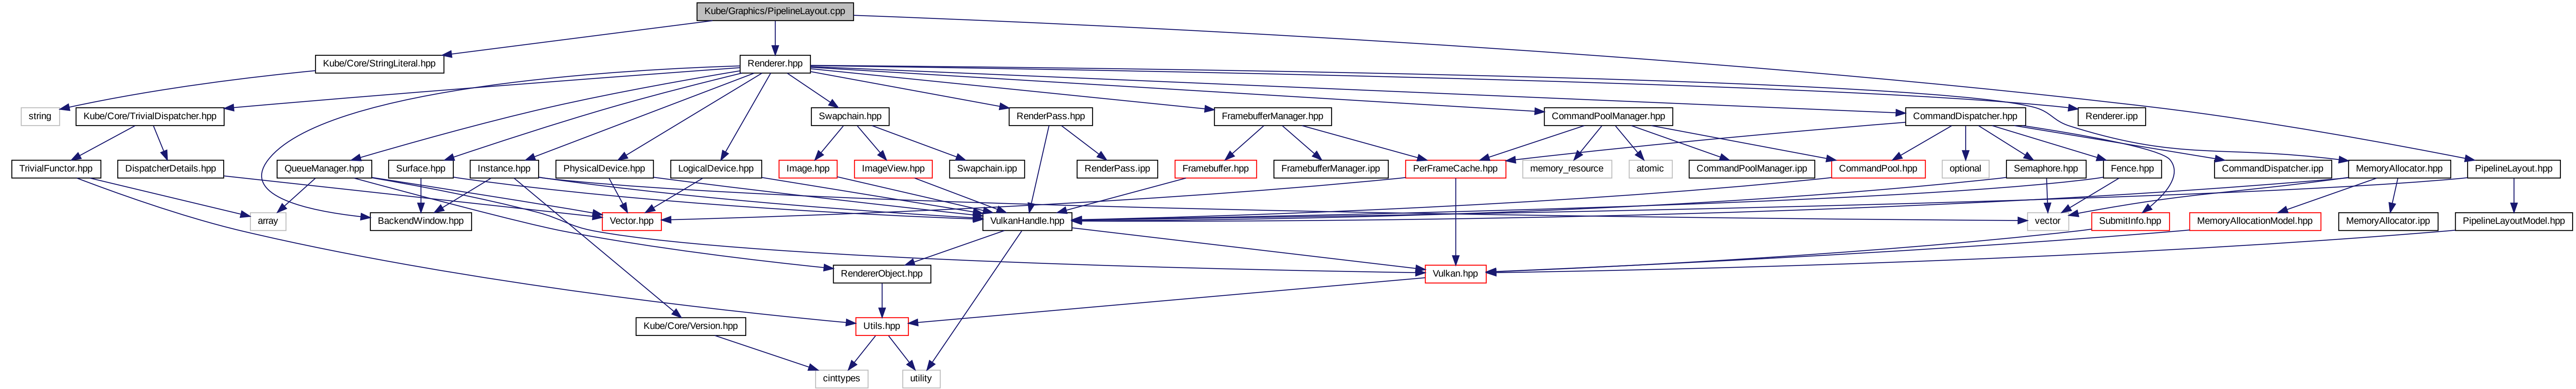 Kube/Graphics/PipelineLayout.cpp
Kube/Core/StringLiteral.hpp
Renderer.hpp
string
Kube/Core/TrivialDispatcher.hpp
Swapchain.hpp
RenderPass.hpp
FramebufferManager.hpp
CommandPoolManager.hpp
CommandDispatcher.hpp
Renderer.ipp
TrivialFunctor.hpp
DispatcherDetails.hpp
QueueManager.hpp
Surface.hpp
Instance.hpp
PhysicalDevice.hpp
LogicalDevice.hpp
Image.hpp
ImageView.hpp
Swapchain.ipp
RenderPass.ipp
Framebuffer.hpp
FramebufferManager.ipp
PerFrameCache.hpp
memory_resource
atomic
CommandPoolManager.ipp
CommandPool.hpp
optional
Semaphore.hpp
Fence.hpp
CommandDispatcher.ipp
MemoryAllocator.hpp
PipelineLayout.hpp
array
BackendWindow.hpp
Vector.hpp
VulkanHandle.hpp
vector
SubmitInfo.hpp
MemoryAllocationModel.hpp
MemoryAllocator.ipp
PipelineLayoutModel.hpp
RendererObject.hpp
Vulkan.hpp
Kube/Core/Version.hpp
Utils.hpp
cinttypes
utility